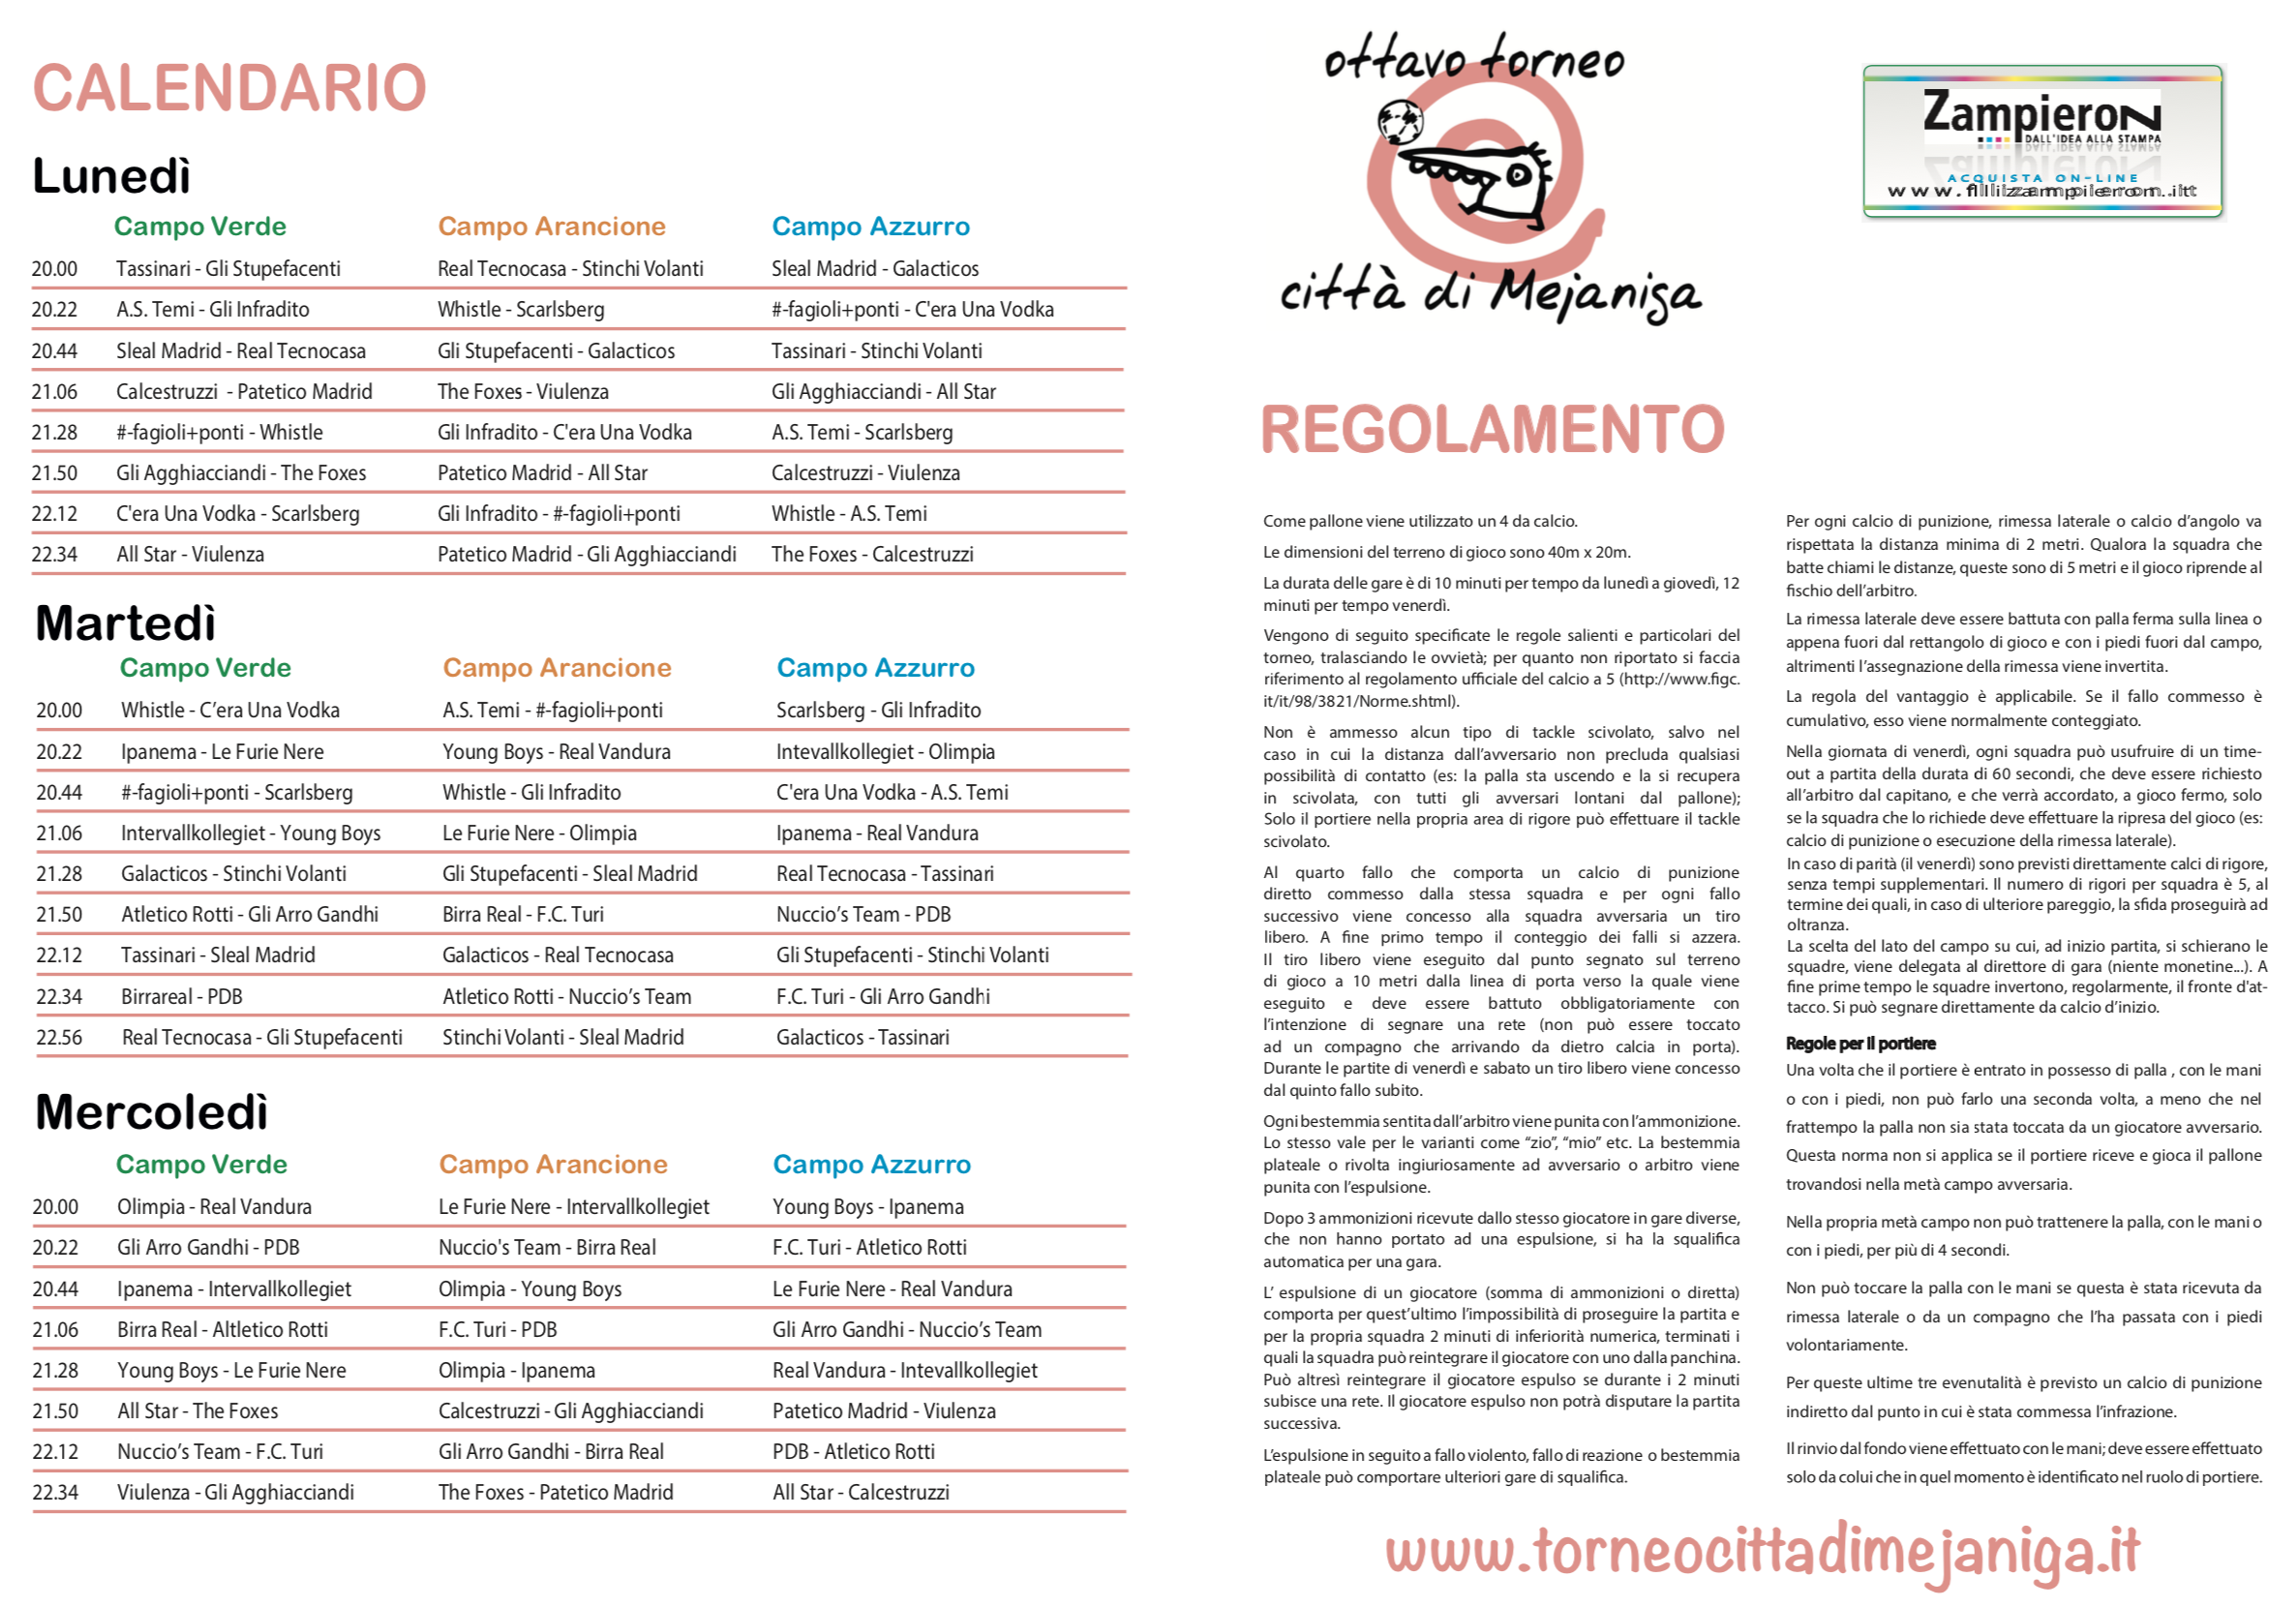 CALENDARIO
Lunedì
Campo Verde Campo Arancione Campo Azzurro
20.00 Tassinari - Gli Stupefacenti Real Tecnocasa - Stinchi Volanti Sleal Madrid - Galacticos
20.22 A.S. Temi - Gli Infradito Whistle - Scarlsberg #-fagioli+ponti - C'era Una Vodka
20.44 Sleal Madrid - Real Tecnocasa Gli Stupefacenti - Galacticos Tassinari - Stinchi Volanti
21.06 Calcestruzzi - Patetico Madrid The Foxes - Viulenza Gli Agghiacciandi - All Star
21.28 #-fagioli+ponti - Whistle Gli Infradito - C'era Una Vodka A.S. Temi - Scarlsberg
21.50 Gli Agghiacciandi - The Foxes Patetico Madrid - All Star Calcestruzzi - Viulenza
22.12 C'era Una Vodka - Scarlsberg Gli Infradito - #-fagioli+ponti Whistle - A.S. Temi
22.34 All Star - Viulenza Patetico Madrid - Gli Agghiacciandi The Foxes - Calcestruzzi
Martedì
Campo Verde Campo Arancione Campo Azzurro
20.00 Whistle - C’era Una Vodka A.S. Temi - #-fagioli+ponti Scarlsberg - Gli Infradito
20.22 Ipanema - Le Furie Nere Young Boys - Real Vandura Intevallkollegiet - Olimpia
20.44 #-fagioli+ponti - Scarlsberg Whistle - Gli Infradito C'era Una Vodka - A.S. Temi
21.06 Intervallkollegiet - Young Boys Le Furie Nere - Olimpia Ipanema - Real Vandura
21.28 Galacticos - Stinchi Volanti Gli Stupefacenti - Sleal Madrid Real Tecnocasa - Tassinari
21.50 Atletico Rotti - Gli Arro Gandhi Birra Real - F.C. Turi Nuccio’s Team - PDB
22.12 Tassinari - Sleal Madrid Galacticos - Real Tecnocasa Gli Stupefacenti - Stinchi Volanti
22.34 Birrareal - PDB Atletico Rotti - Nuccio’s Team F.C. Turi - Gli Arro Gandhi
22.56 Real Tecnocasa - Gli Stupefacenti Stinchi Volanti - Sleal Madrid Galacticos - Tassinari
Mercoledì
Campo Verde Campo Arancione Campo Azzurro
20.00 Olimpia - Real Vandura Le Furie Nere - Intervallkollegiet Young Boys - Ipanema
20.22 Gli Arro Gandhi - PDB Nuccio's Team - Birra Real F.C. Turi - Atletico Rotti
20.44 Ipanema - Intervallkollegiet Olimpia - Young Boys Le Furie Nere - Real Vandura
21.06 Birra Real - Altletico Rotti F.C. Turi - PDB Gli Arro Gandhi - Nuccio’s Team
21.28 Young Boys - Le Furie Nere Olimpia - Ipanema Real Vandura - Intevallkollegiet
21.50 All Star - The Foxes Calcestruzzi - Gli Agghiacciandi Patetico Madrid - Viulenza
22.12 Nuccio’s Team - F.C. Turi Gli Arro Gandhi - Birra Real PDB - Atletico Rotti
22.34 Viulenza - Gli Agghiacciandi The Foxes - Patetico Madrid All Star - Calcestruzzi
ottavo torneo
città di Mejaniga
Zampieron
DALL'IDEA ALLA STAMPA
ACQUISTA ON-LINE
REGOLAMENTO
Come pallone viene utilizzato un 4 da calcio.
Le dimensioni del terreno di gioco sono 40m x 20m.
La durata delle gare è di 10 minuti per tempo da lunedì a giovedì, 12
minuti per tempo venerdì.
Vengono di seguito specificate le regole salienti e particolari del
torneo, tralasciando le ovvietà; per quanto non riportato si faccia
riferimento al regolamento ufficiale del calcio a 5 (http://www.figc.
it/it/98/3821/Norme.shtml).
Non è ammesso alcun tipo di tackle scivolato, salvo nel
caso in cui la distanza dall’avversario non precluda qualsiasi
possibilità di contatto (es: la palla sta uscendo e la si recupera
in scivolata, con tutti gli avversari lontani dal pallone);
Solo il portiere nella propria area di rigore può effettuare il tackle
scivolato.
Al quarto fallo che comporta un calcio di punizione
diretto commesso dalla stessa squadra e per ogni fallo
successivo viene concesso alla squadra avversaria un tiro
libero. A fine primo tempo il conteggio dei falli si azzera.
Il tiro libero viene eseguito dal punto segnato sul terreno
di gioco a 10 metri dalla linea di porta verso la quale viene
eseguito e deve essere battuto obbligatoriamente con
l’intenzione di segnare una rete (non può essere toccato
ad un compagno che arrivando da dietro calcia in porta).
Durante le partite di venerdì e sabato un tiro libero viene concesso
dal quinto fallo subito.
Ogni bestemmia sentita dall’arbitro viene punita con l’ammonizione.
Lo stesso vale per le varianti come “zio”, “mio” etc. La bestemmia
plateale o rivolta ingiuriosamente ad avversario o arbitro viene
punita con l’espulsione.
Dopo 3 ammonizioni ricevute dallo stesso giocatore in gare diverse,
che non hanno portato ad una espulsione, si ha la squalifica
automatica per una gara.
L’ espulsione di un giocatore (somma di ammonizioni o diretta)
comporta per quest’ultimo l’impossibilità di proseguire la partita e
per la propria squadra 2 minuti di inferiorità numerica, terminati i
quali la squadra può reintegrare il giocatore con uno dalla panchina.
Può altresì reintegrare il giocatore espulso se durante i 2 minuti
subisce una rete. Il giocatore espulso non potrà disputare la partita
successiva.
L’espulsione in seguito a fallo violento, fallo di reazione o bestemmia
plateale può comportare ulteriori gare di squalifica.
Per ogni calcio di punizione, rimessa laterale o calcio d’angolo va
rispettata la distanza minima di 2 metri. Qualora la squadra che
batte chiami le distanze, queste sono di 5 metri e il gioco riprende al
fischio dell’arbitro.
La rimessa laterale deve essere battuta con palla ferma sulla linea o
appena fuori dal rettangolo di gioco e con i piedi fuori dal campo,
altrimenti l’assegnazione della rimessa viene invertita.
La regola del vantaggio è applicabile. Se il fallo commesso è
cumulativo, esso viene normalmente conteggiato.
Nella giornata di venerdì, ogni squadra può usufruire di un time-
out a partita della durata di 60 secondi, che deve essere richiesto
all’arbitro dal capitano, e che verrà accordato, a gioco fermo, solo
se la squadra che lo richiede deve effettuare la ripresa del gioco (es:
calcio di punizione o esecuzione della rimessa laterale).
In caso di parità (il venerdì) sono previsti direttamente calci di rigore,
senza tempi supplementari. Il numero di rigori per squadra è 5, al
termine dei quali, in caso di ulteriore pareggio, la sfida proseguirà ad
oltranza.
La scelta del lato del campo su cui, ad inizio partita, si schierano le
squadre, viene delegata al direttore di gara (niente monetine...). A
fine prime tempo le squadre invertono, regolarmente, il fronte d'at-
tacco. Si può segnare direttamente da calcio d’inizio.
Regole per il portiere
Una volta che il portiere è entrato in possesso di palla , con le mani
o con i piedi, non può farlo una seconda volta, a meno che nel
frattempo la palla non sia stata toccata da un giocatore avversario.
Questa norma non si applica se il portiere riceve e gioca il pallone
trovandosi nella metà campo avversaria.
Nella propria metà campo non può trattenere la palla, con le mani o
con i piedi, per più di 4 secondi.
Non può toccare la palla con le mani se questa è stata ricevuta da
rimessa laterale o da un compagno che l’ha passata con i piedi
volontariamente.
Per queste ultime tre evenutalità è previsto un calcio di punizione
indiretto dal punto in cui è stata commessa l’infrazione.
Il rinvio dal fondo viene effettuato con le mani; deve essere effettuato
solo da colui che in quel momento è identificato nel ruolo di portiere.
www.torneocittadimejaniga.it